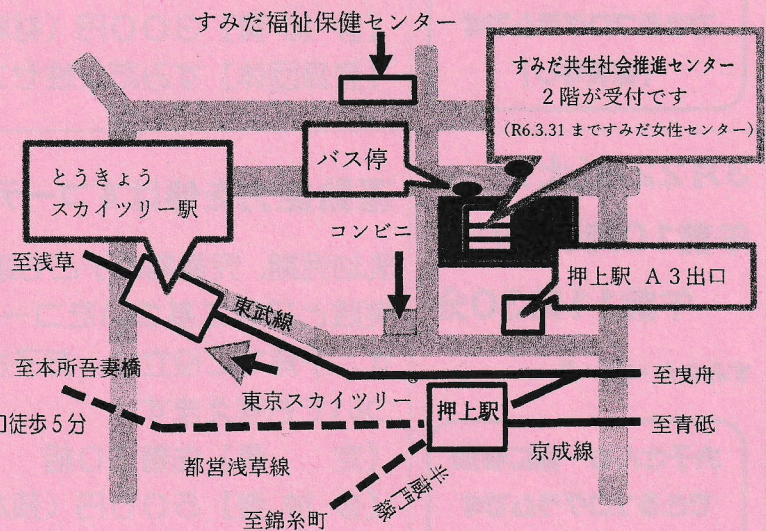 すみだ福祉保健センター
すみだ共生社会推進センター
2階が受付です
(R6.3.31 まですみだ女性センター)
バス停
とうきょう
スカイツリー駅
コンビニ
至浅草
押上駅 A3出口
東武線
至本所吾妻橋
東京スカイツリー
至曳舟
押上駅
口徒歩5分
至青砥
都営浅草線
京成線
半蔵門線
至錦糸町